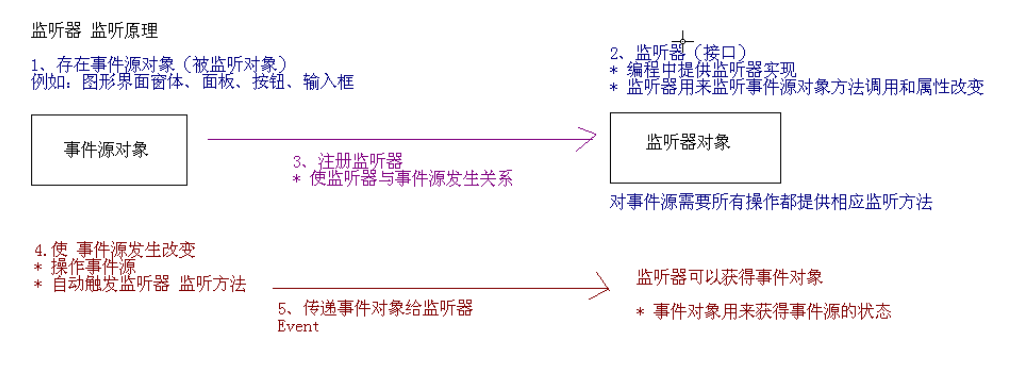 监听器 监听原理
1、存在事件源对象（被监听对象）
例如：图形界面窗体、面板、按钮、输入框
2、监听器（接口）
* 编程中提供监听器实现
* 监听器用来监听事件源对象方法调用和属性改变
事件源对象
监听器对象
3、注册监听器
* 使监听器与事件源发生关系
对事件源需要所有操作都提供相应监听方法
4.使 事件源发生改变
* 操作事件源
* 自动触发监听器 监听方法
5、传递事件对象给监听器
Event
监听器可以获得事件对象
* 事件对象用来获得事件源的状态